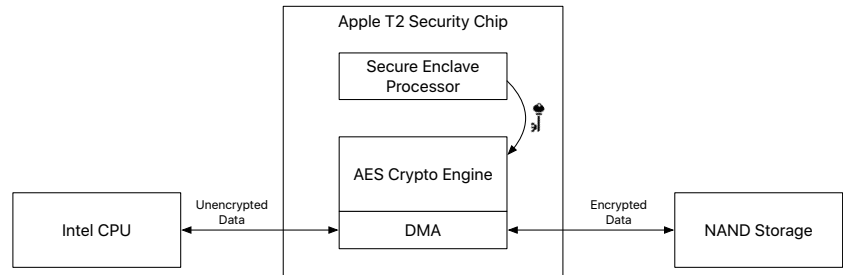 Apple T2 Security Chip
Secure Enclave
Processor
AES Crypto Engine
Unencrypted
Data
Encrypted
Data
Intel CPU
DMA
NAND Storage